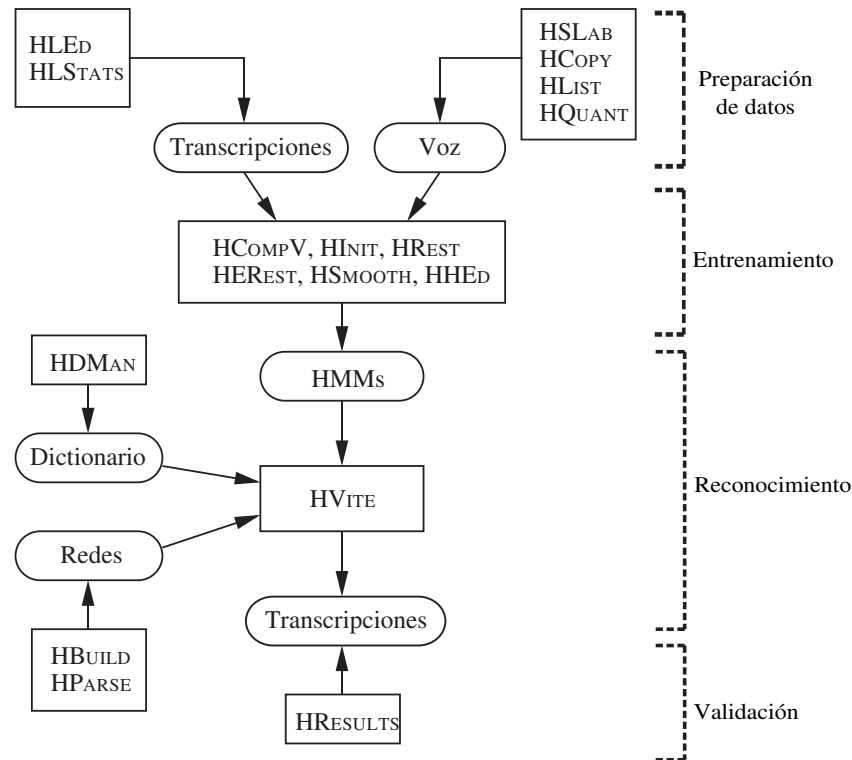 HLED
HLSTATS
HSLAB
HCOPY
HLIST
HQUANT
Preparación
de datos
Transcripciones
Voz
HCOMPV, HINIT, HREST
HEREST, HSMOOTH, HHED
Entrenamiento
HDMAN
HMMs
Dictionario
HVITE
Reconocimiento
Redes
Transcripciones
HBUILD
HPARSE
HRESULTS
Validación